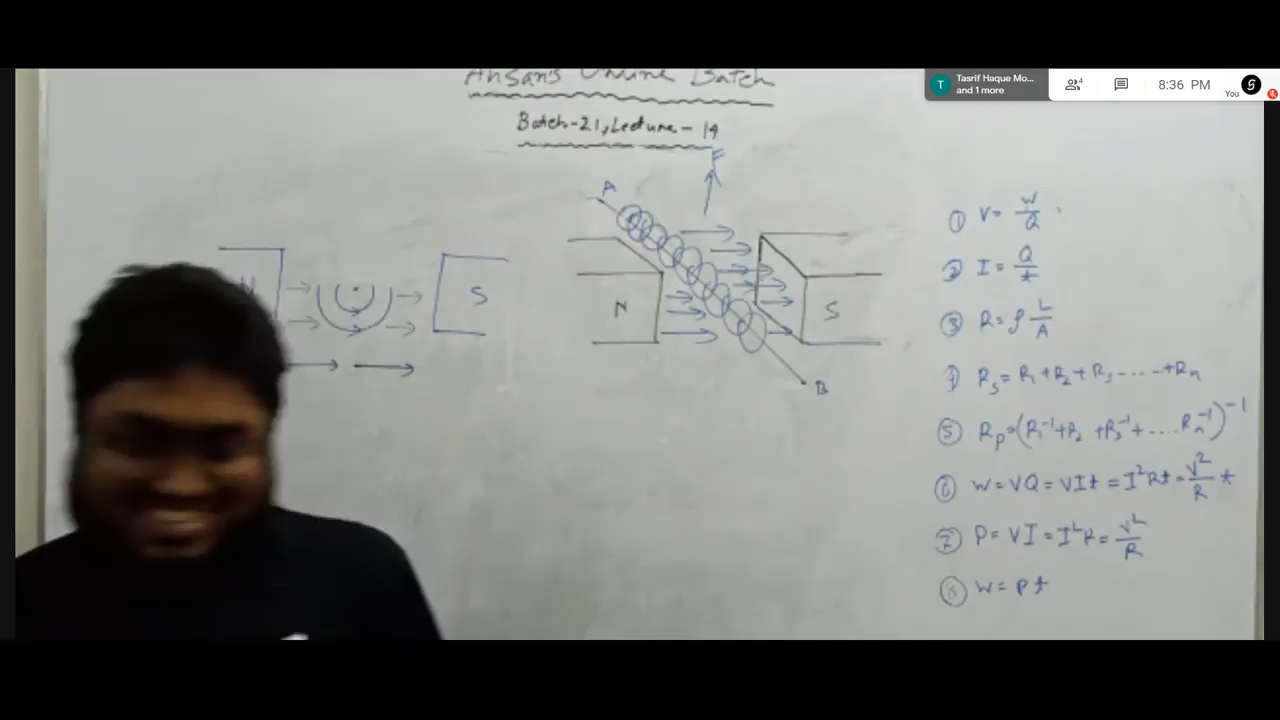 Ahsan's Online Batch
Batch-21, Lecture - 19
Tasrif Haque Mo...
and 1 more
4
8:36 PM
You
T
F
A
N
S
N
S
B
① V = W/Q
② I = Q/t
③ R = ρ L/A
④ Rs = R1 + R2 + R3 ...... + Rn
⑤ Rp = (R1⁻¹ + R2 + R3⁻¹ + .... Rn⁻¹)⁻¹
⑥ W = VQ = VIt = I²Rt = V²/R t
⑦ P = VI = I²R = V²/R
⑧ W = Pt